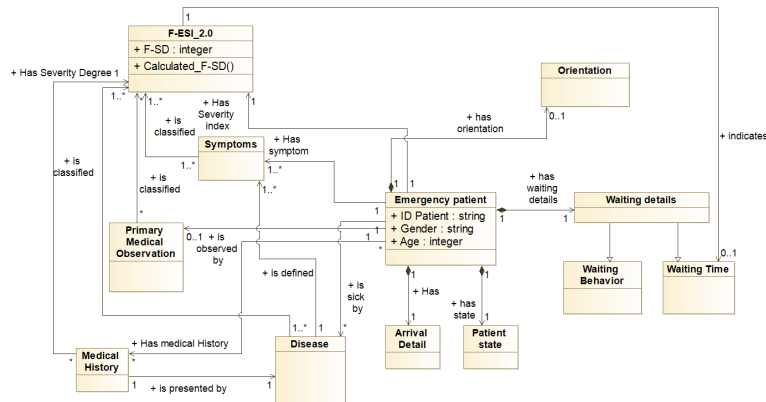 1
F-ESI_2.0
+ F-SD : integer
+ Calculated_F-SD()
+ Has Severity Degree 1
1..*
1..*
*
1
+ Has
Severity
index
+ is
classified
Orientation
+ has
orientation
0..1
+ indicates
Symptoms
+ Has
symptom
1..*
1..*
1..*
+ is
classified
+ is
classified
1
1
Emergency patient
+ ID Patient : string
+ Gender : string
+ Age : integer
1
1
1
*
+ has
waiting
details
1
1
Waiting details
*
Primary
Medical
Observation
0..1
+ is
observed
by
0..1
Waiting
Behavior
Waiting Time
+ is defined
+ is
sick
by
*
1
+ Has
1
1
+ has
state
1
Arrival
Detail
Patient
state
1..*
1
Disease
+ Has medical History
*
*
Medical
History
1
+ is presented by
1